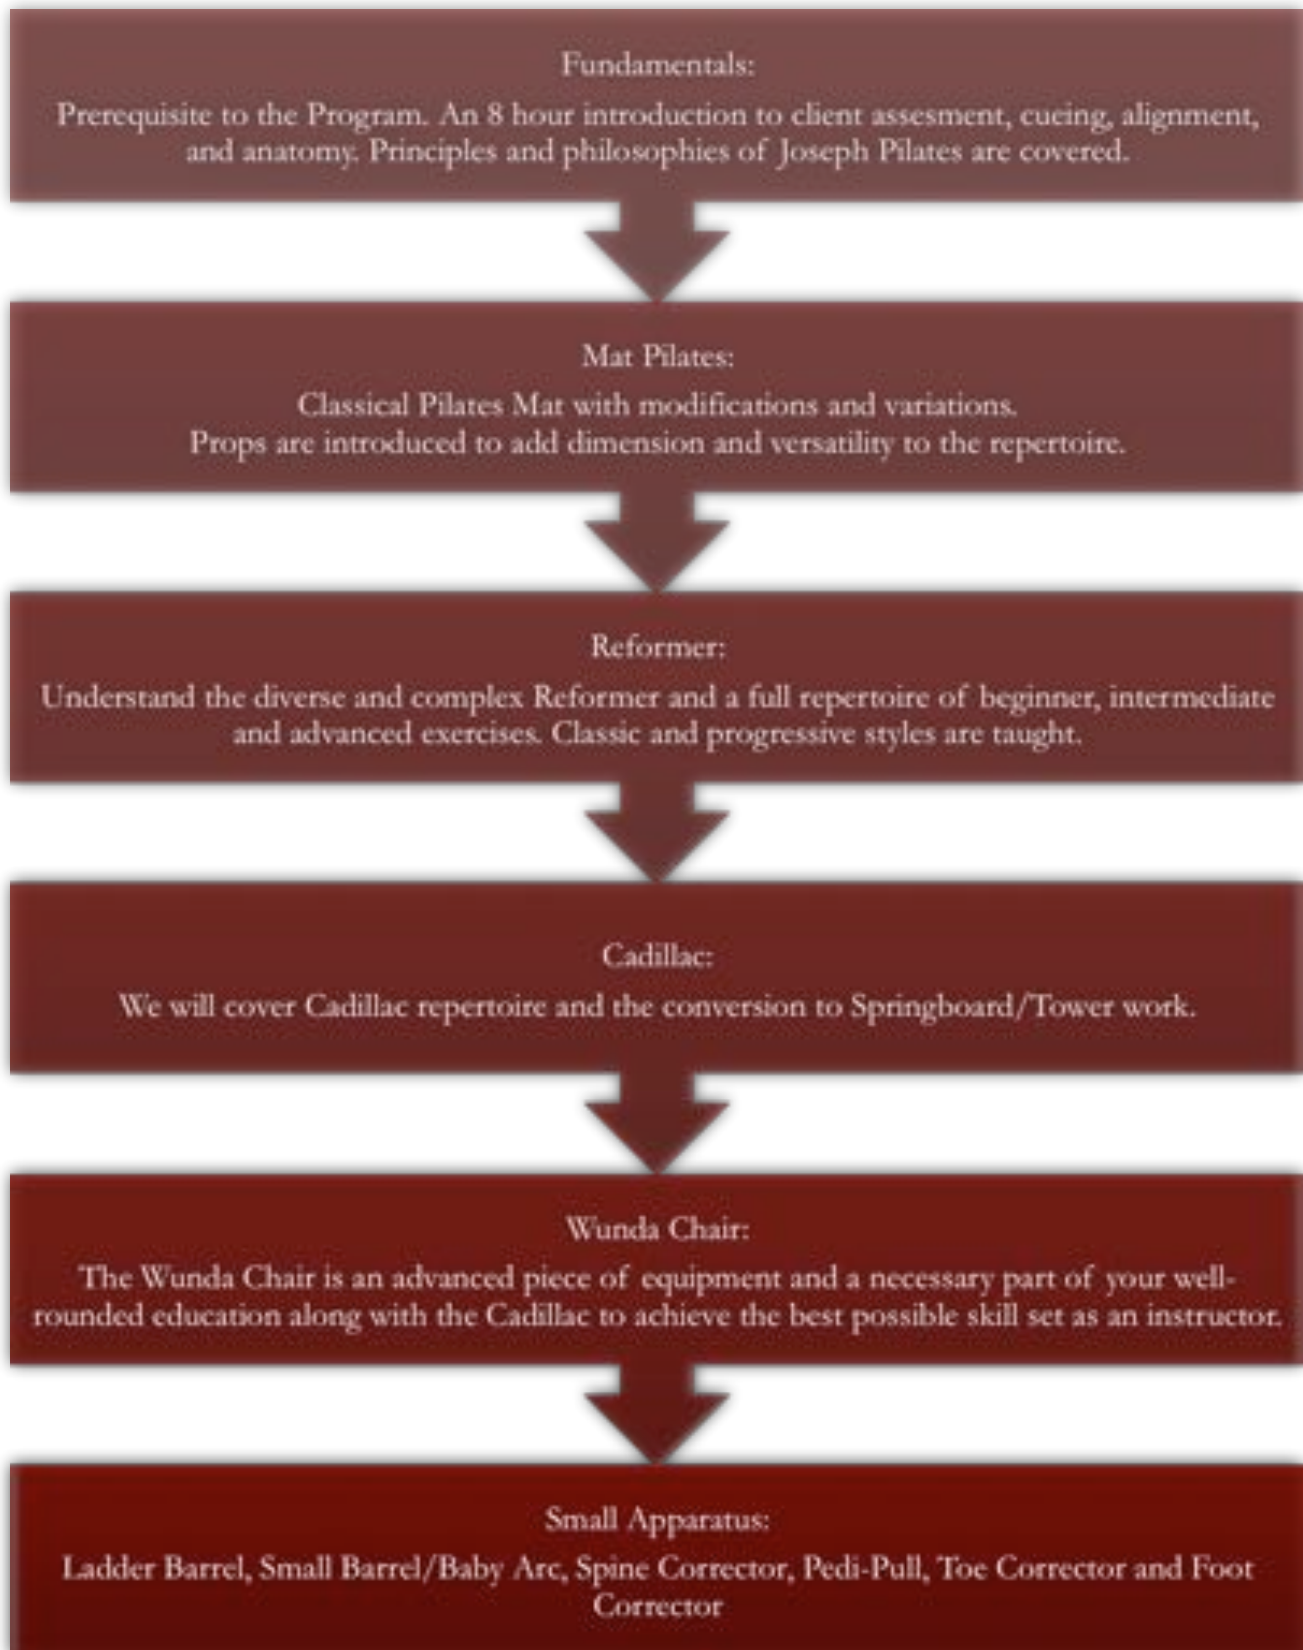 Fundamentals:
Prerequisite to the Program. An 8 hour introduction to client assesment, cueing, alignment,
and anatomy. Principles and philosophies of Joseph Pilates are covered.
Mat Pilates:
Classical Pilates Mat with modifications and variations.
Props are introduced to add dimension and versatility to the repertoire.
Reformer:
Understand the diverse and complex Reformer and a full repertoire of beginner, intermediate
and advanced exercises. Classic and progressive styles are taught.
Cadillac:
We will cover Cadillac repertoire and the conversion to Springboard/Tower work.
Wunda Chair:
The Wunda Chair is an advanced piece of equipment and a necessary part of your well-
rounded education along with the Cadillac to achieve the best possible skill set as an instructor.
Small Apparatus:
Ladder Barrel, Small Barrel/Baby Arc, Spine Corrector, Pedi-Pull, Toe Corrector and Foot
Corrector